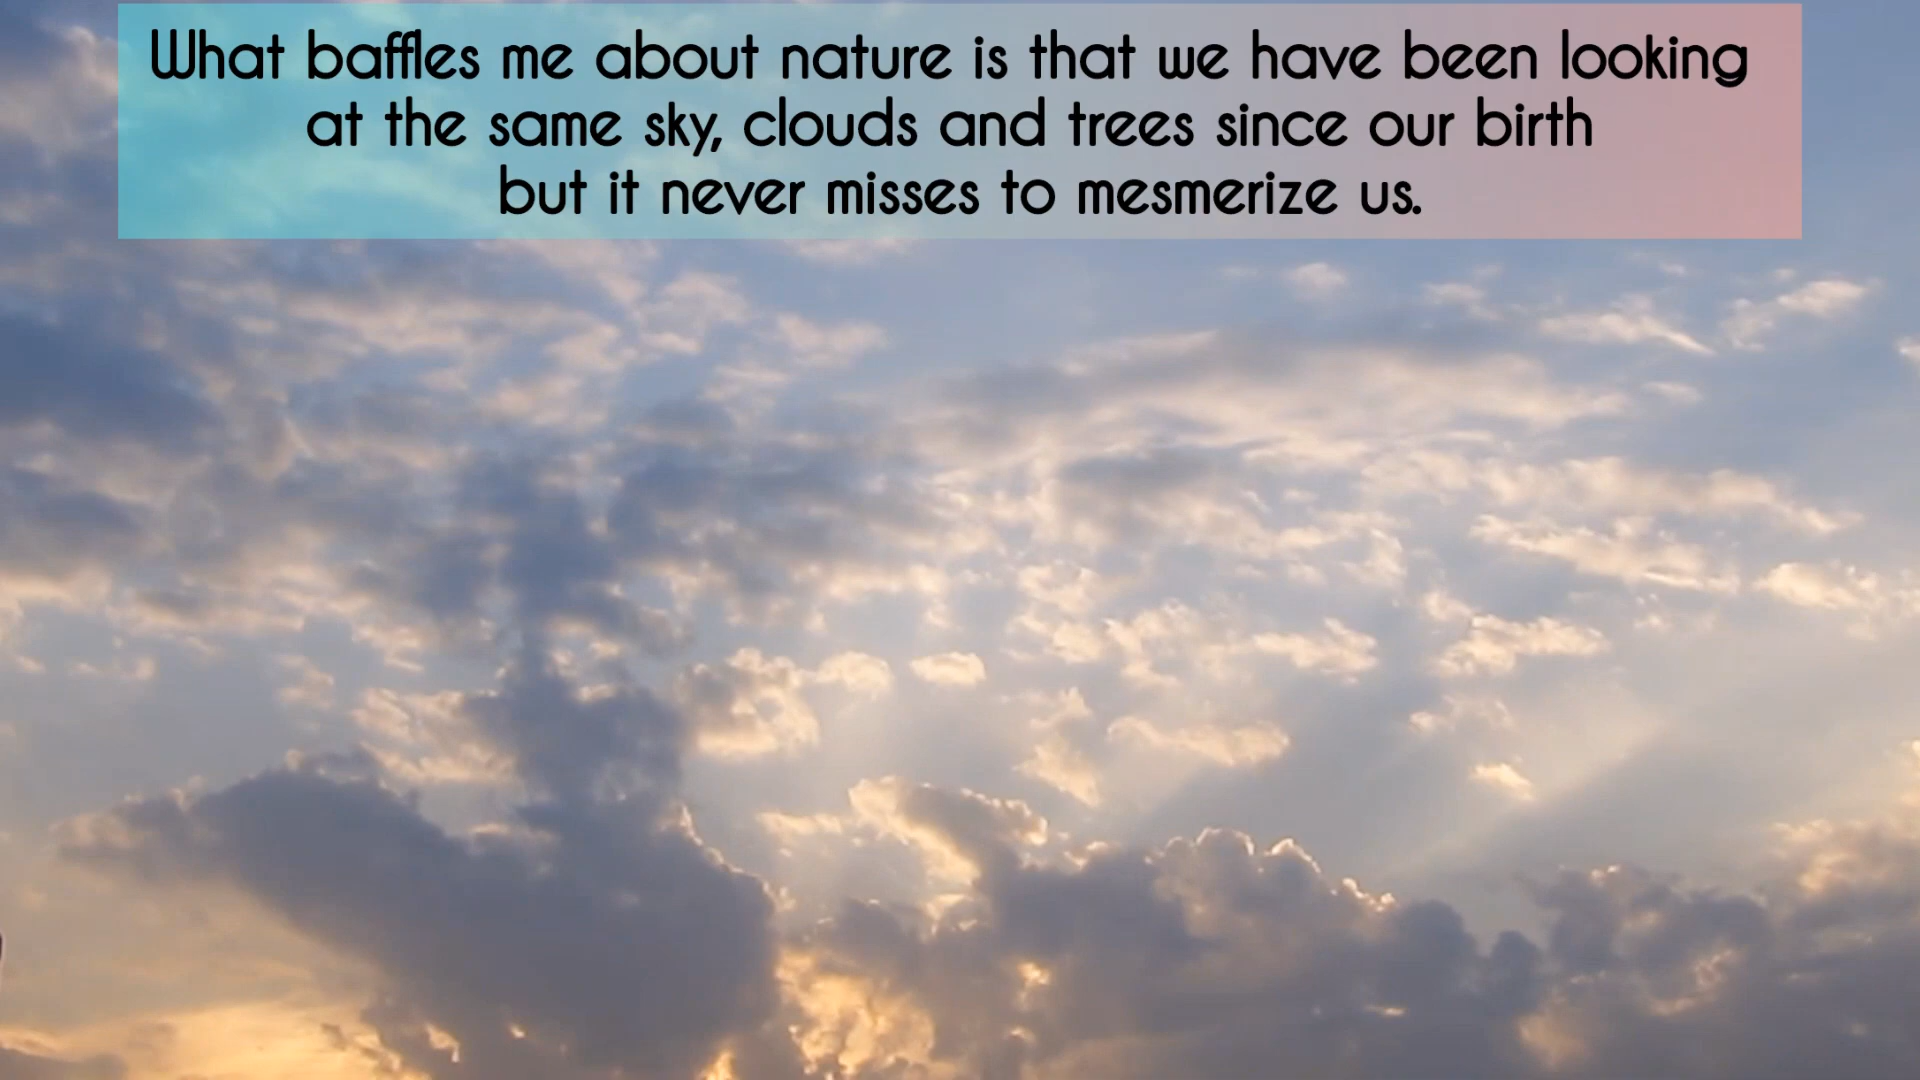 What baffles me about nature is that we have been looking
at the same sky, clouds and trees since our birth
but it never misses to mesmerize us.